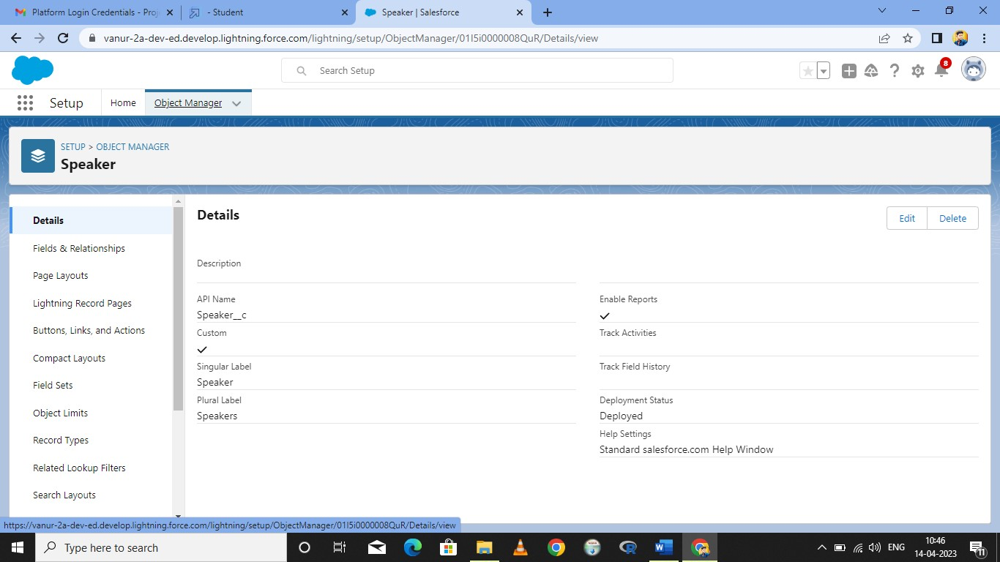 Platform Login Credentials - Proj
- Student
Speaker | Salesforce
vanur-2a-dev-ed.develop.lightning.force.com/lightning/setup/ObjectManager/01I5i0000008QuR/Details/view
Search Setup
8
Setup
Home
Object Manager
SETUP > OBJECT MANAGER
Speaker
Details
Fields & Relationships
Page Layouts
Lightning Record Pages
Buttons, Links, and Actions
Compact Layouts
Field Sets
Object Limits
Record Types
Related Lookup Filters
Search Layouts
Details
Edit
Delete
Description
API Name
Speaker__c
Custom
Singular Label
Speaker
Plural Label
Speakers
Enable Reports
Track Activities
Track Field History
Deployment Status
Deployed
Help Settings
Standard salesforce.com Help Window
https://vanur-2a-dev-ed.develop.lightning.force.com/lightning/setup/ObjectManager/01I5i0000008QuR/Details/view
Type here to search
ENG
10:46
14-04-2023
11